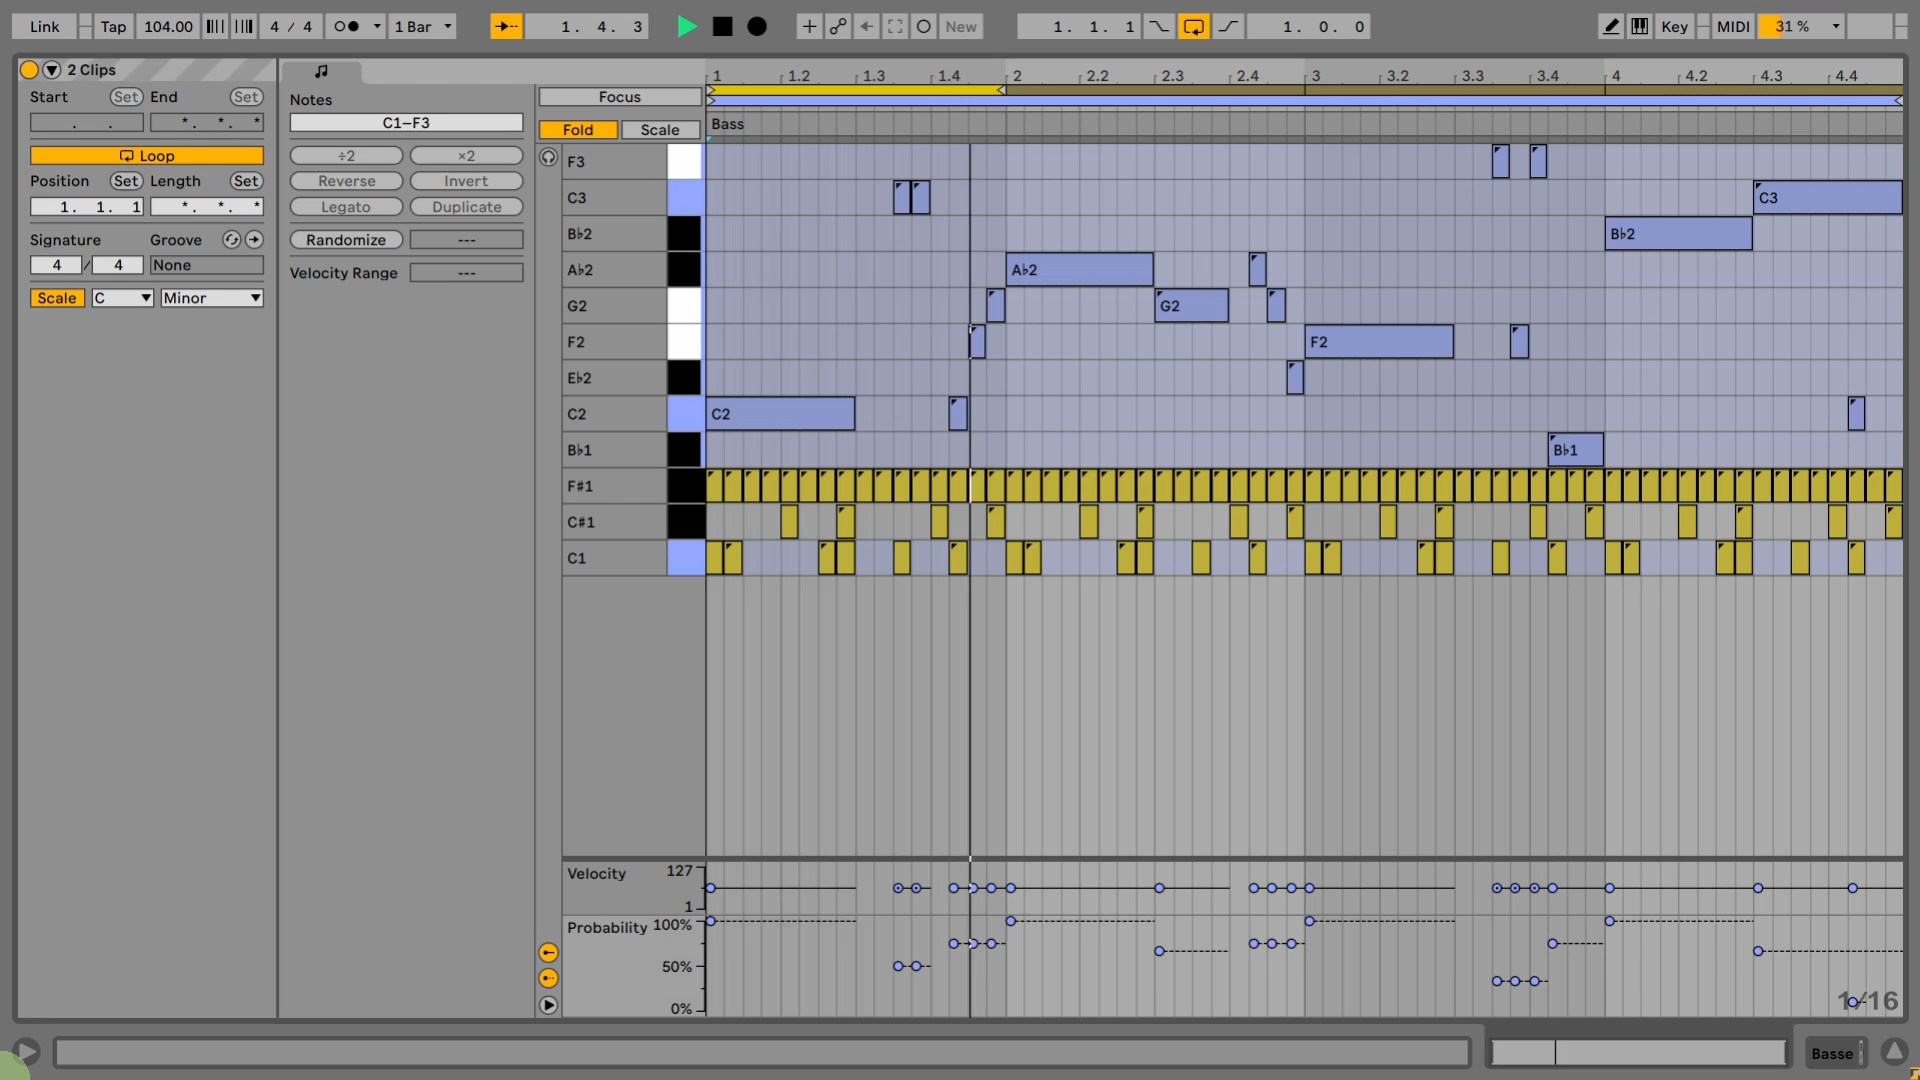 Link Tap 104.00 4 / 4 1 Bar 1. 4. 3 New 1. 1. 1 1. 0. 0 Key MIDI 31 %
2 Clips
Start Set End Set
. . *. *. *
Loop
Position Set Length Set
1. 1. 1 *. *. *
Signature Groove
4 / 4 None
Scale C Minor
Notes
C1–F3
÷2 ×2
Reverse Invert
Legato Duplicate
Randomize ---
Velocity Range ---
Focus
Fold Scale
1 1.2 1.3 1.4 2 2.2 2.3 2.4 3 3.2 3.3 3.4 4 4.2 4.3 4.4
Bass
F3
C3 C3
B♭2 B♭2
A♭2 A♭2
G2 G2
F2 F2
E♭2
C2 C2
B♭1 B♭1
F#1
C#1
C1
Velocity 127
1
Probability 100%
50%
0%
1/16
Basse